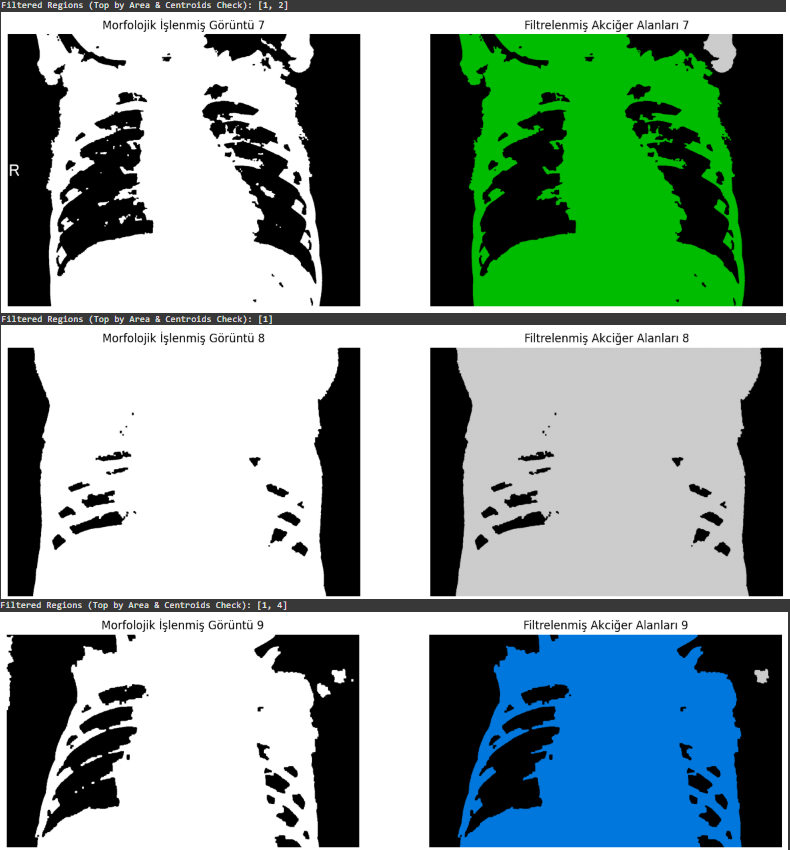 Filtered Regions (Top by Area & Centroids Check): [1, 2]
Morfolojik İşlenmiş Görüntü 7
Filtrelenmiş Akciğer Alanları 7
R
Filtered Regions (Top by Area & Centroids Check): [1]
Morfolojik İşlenmiş Görüntü 8
Filtrelenmiş Akciğer Alanları 8
Filtered Regions (Top by Area & Centroids Check): [1, 4]
Morfolojik İşlenmiş Görüntü 9
Filtrelenmiş Akciğer Alanları 9